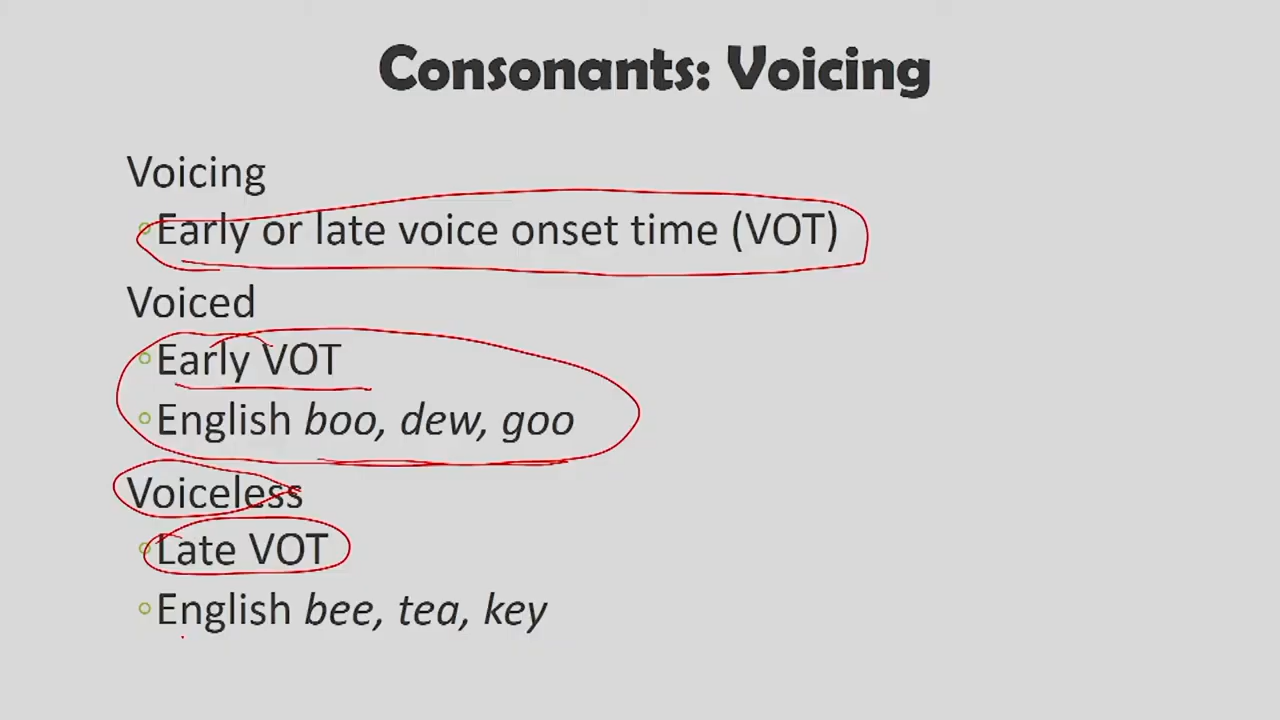 Consonants: Voicing
Voicing
Early or late voice onset time (VOT)
Voiced
Early VOT
English boo, dew, goo
Voiceless
Late VOT
English bee, tea, key